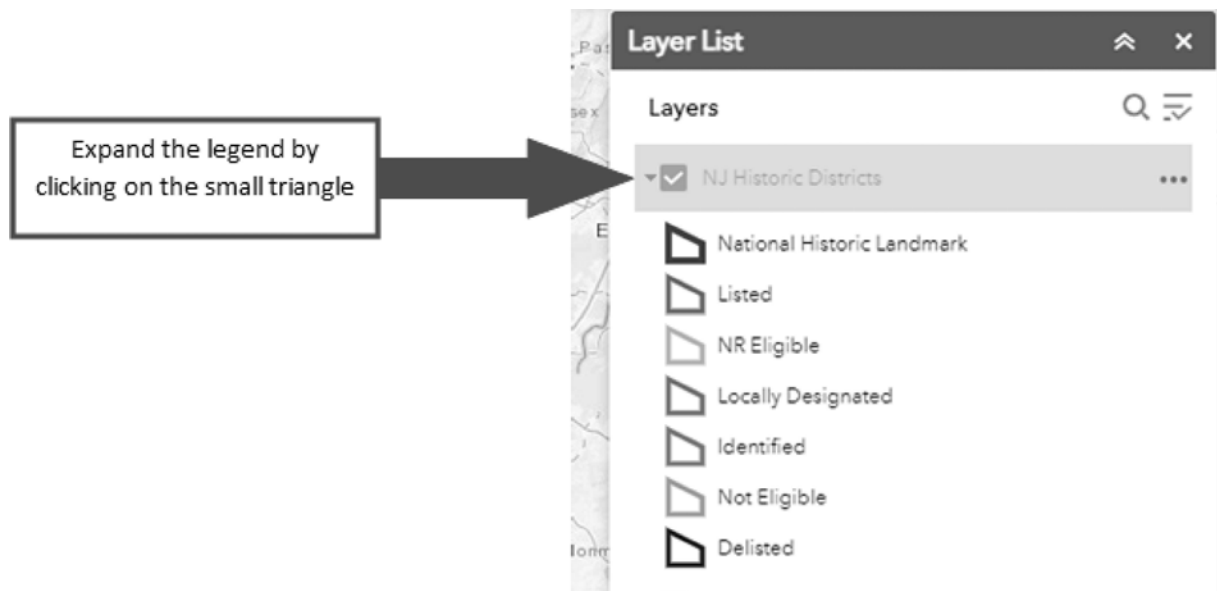 Layer List
Layers
Expand the legend by
clicking on the small triangle
NJ Historic Districts
National Historic Landmark
Listed
NR Eligible
Locally Designated
Identified
Not Eligible
Delisted